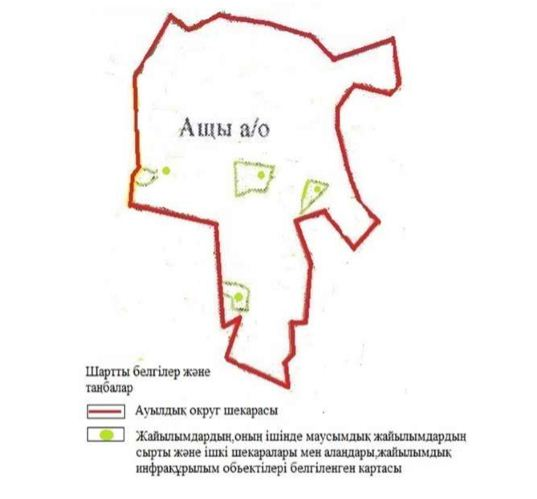 Ащы а/о
Шартты белгілер және
таңбалар
Ауылдық округ шекарасы
Жайылымдардың,оның ішінде маусымдық жайылымдардың
сырты және ішкі шекаралары мен алаңдары,жайылымдық
инфрақұрылым обьектілері белгіленген картасы